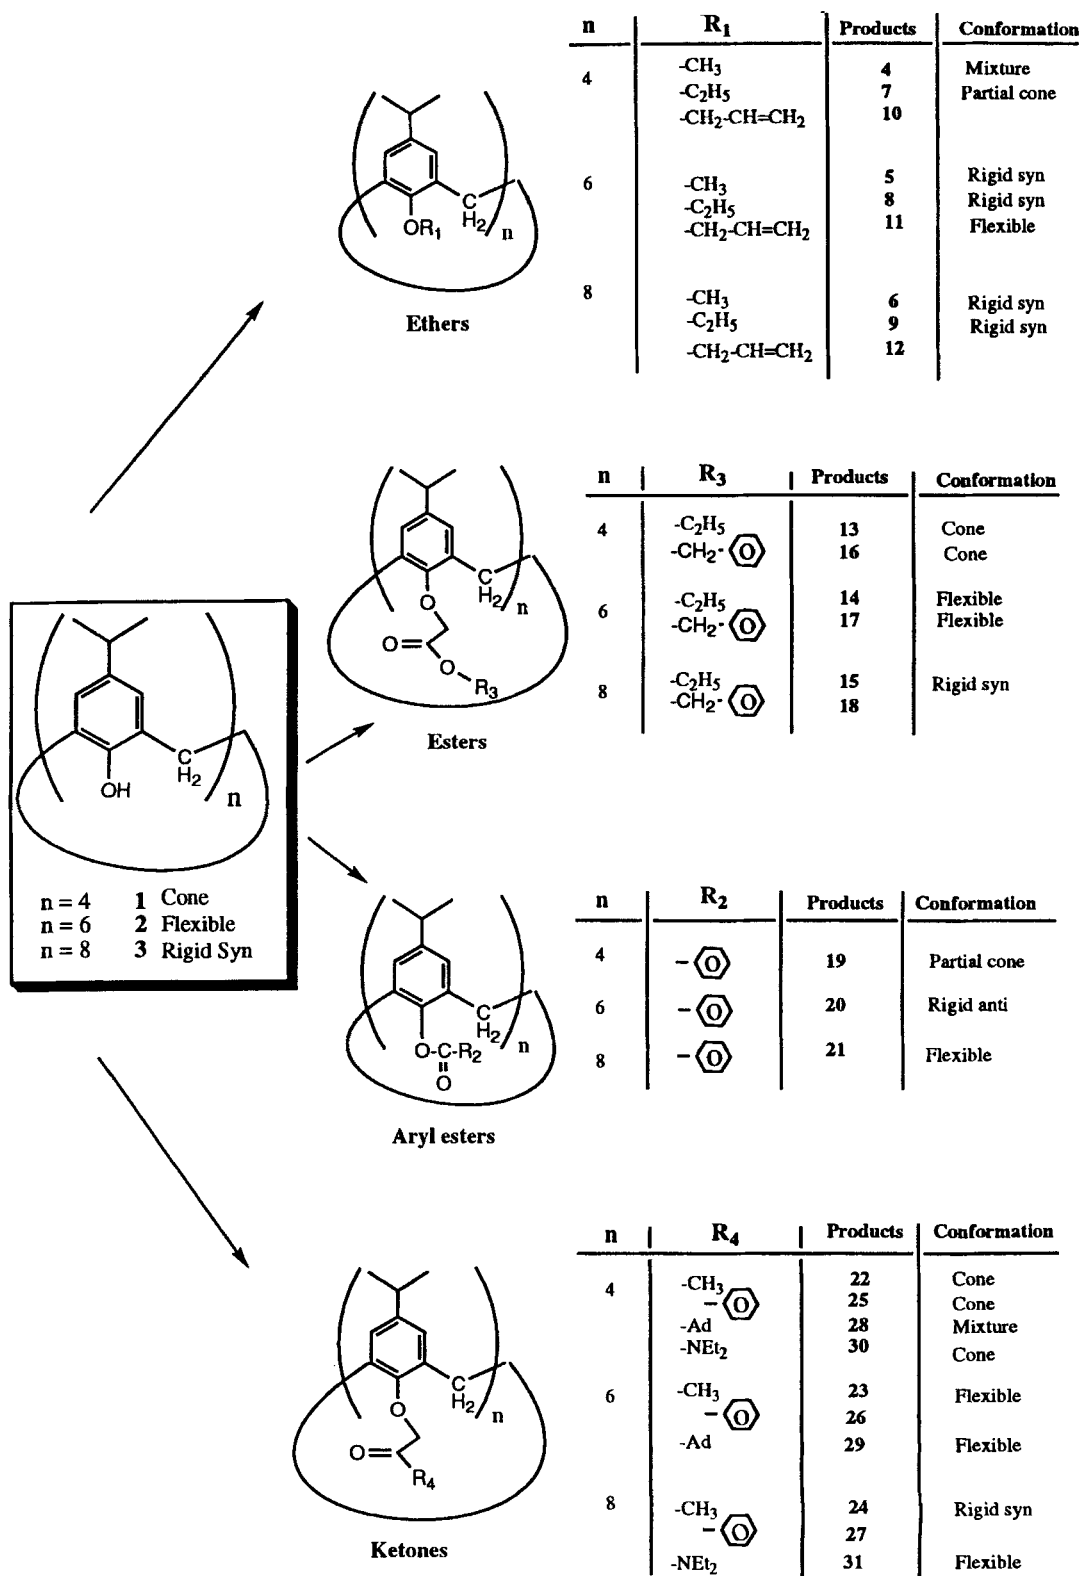 n R₁ Products Conformation
4 -CH₃ 4 Mixture
-C₂H₅ 7 Partial cone
-CH₂-CH=CH₂ 10
6 -CH₃ 5 Rigid syn
-C₂H₅ 8 Rigid syn
-CH₂-CH=CH₂ 11 Flexible
8 -CH₃ 6 Rigid syn
-C₂H₅ 9 Rigid syn
-CH₂-CH=CH₂ 12
OR₁ C H₂ n
Ethers
n R₃ Products Conformation
4 -C₂H₅ 13 Cone
-CH₂- O 16 Cone
6 -C₂H₅ 14 Flexible
-CH₂- O 17 Flexible
8 -C₂H₅ 15 Rigid syn
-CH₂- O 18
C H₂ n
O
O=
O
R₃
Esters
C H₂
OH n
n = 4 1 Cone
n = 6 2 Flexible
n = 8 3 Rigid Syn
n R₂ Products Conformation
4 – O 19 Partial cone
6 – O 20 Rigid anti
8 – O 21 Flexible
C H₂ n
O-C-R₂
O
Aryl esters
n R₄ Products Conformation
4 -CH₃ 22 Cone
– O 25 Cone
-Ad 28 Mixture
-NEt₂ 30 Cone
6 -CH₃ 23 Flexible
– O 26
-Ad 29 Flexible
8 -CH₃ 24 Rigid syn
– O 27
-NEt₂ 31 Flexible
C H₂ n
O
O=
R₄
Ketones